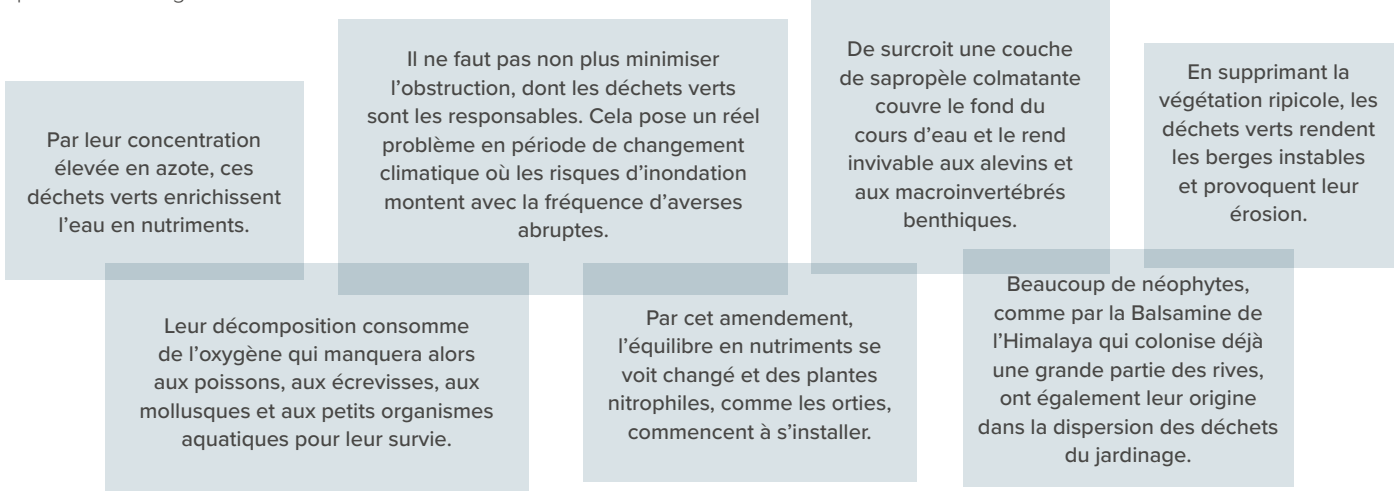 Par leur concentration
élevée en azote, ces
déchets verts enrichissent
l'eau en nutriments.
Il ne faut pas non plus minimiser
l'obstruction, dont les déchets verts
sont les responsables. Cela pose un réel
problème en période de changement
climatique où les risques d'inondation
montent avec la fréquence d'averses
abruptes.
De surcroit une couche
de sapropèle colmatante
couvre le fond du
cours d'eau et le rend
invivable aux alevins et
aux macroinvertébrés
benthiques.
En supprimant la
végétation ripicole, les
déchets verts rendent
les berges instables
et provoquent leur
érosion.
Leur décomposition consomme
de l'oxygène qui manquera alors
aux poissons, aux écrevisses, aux
mollusques et aux petits organismes
aquatiques pour leur survie.
Par cet amendement,
l'équilibre en nutriments se
voit changé et des plantes
nitrophiles, comme les orties,
commencent à s'installer.
Beaucoup de néophytes,
comme par la Balsamine de
l'Himalaya qui colonise déjà
une grande partie des rives,
ont également leur origine
dans la dispersion des déchets
du jardinage.